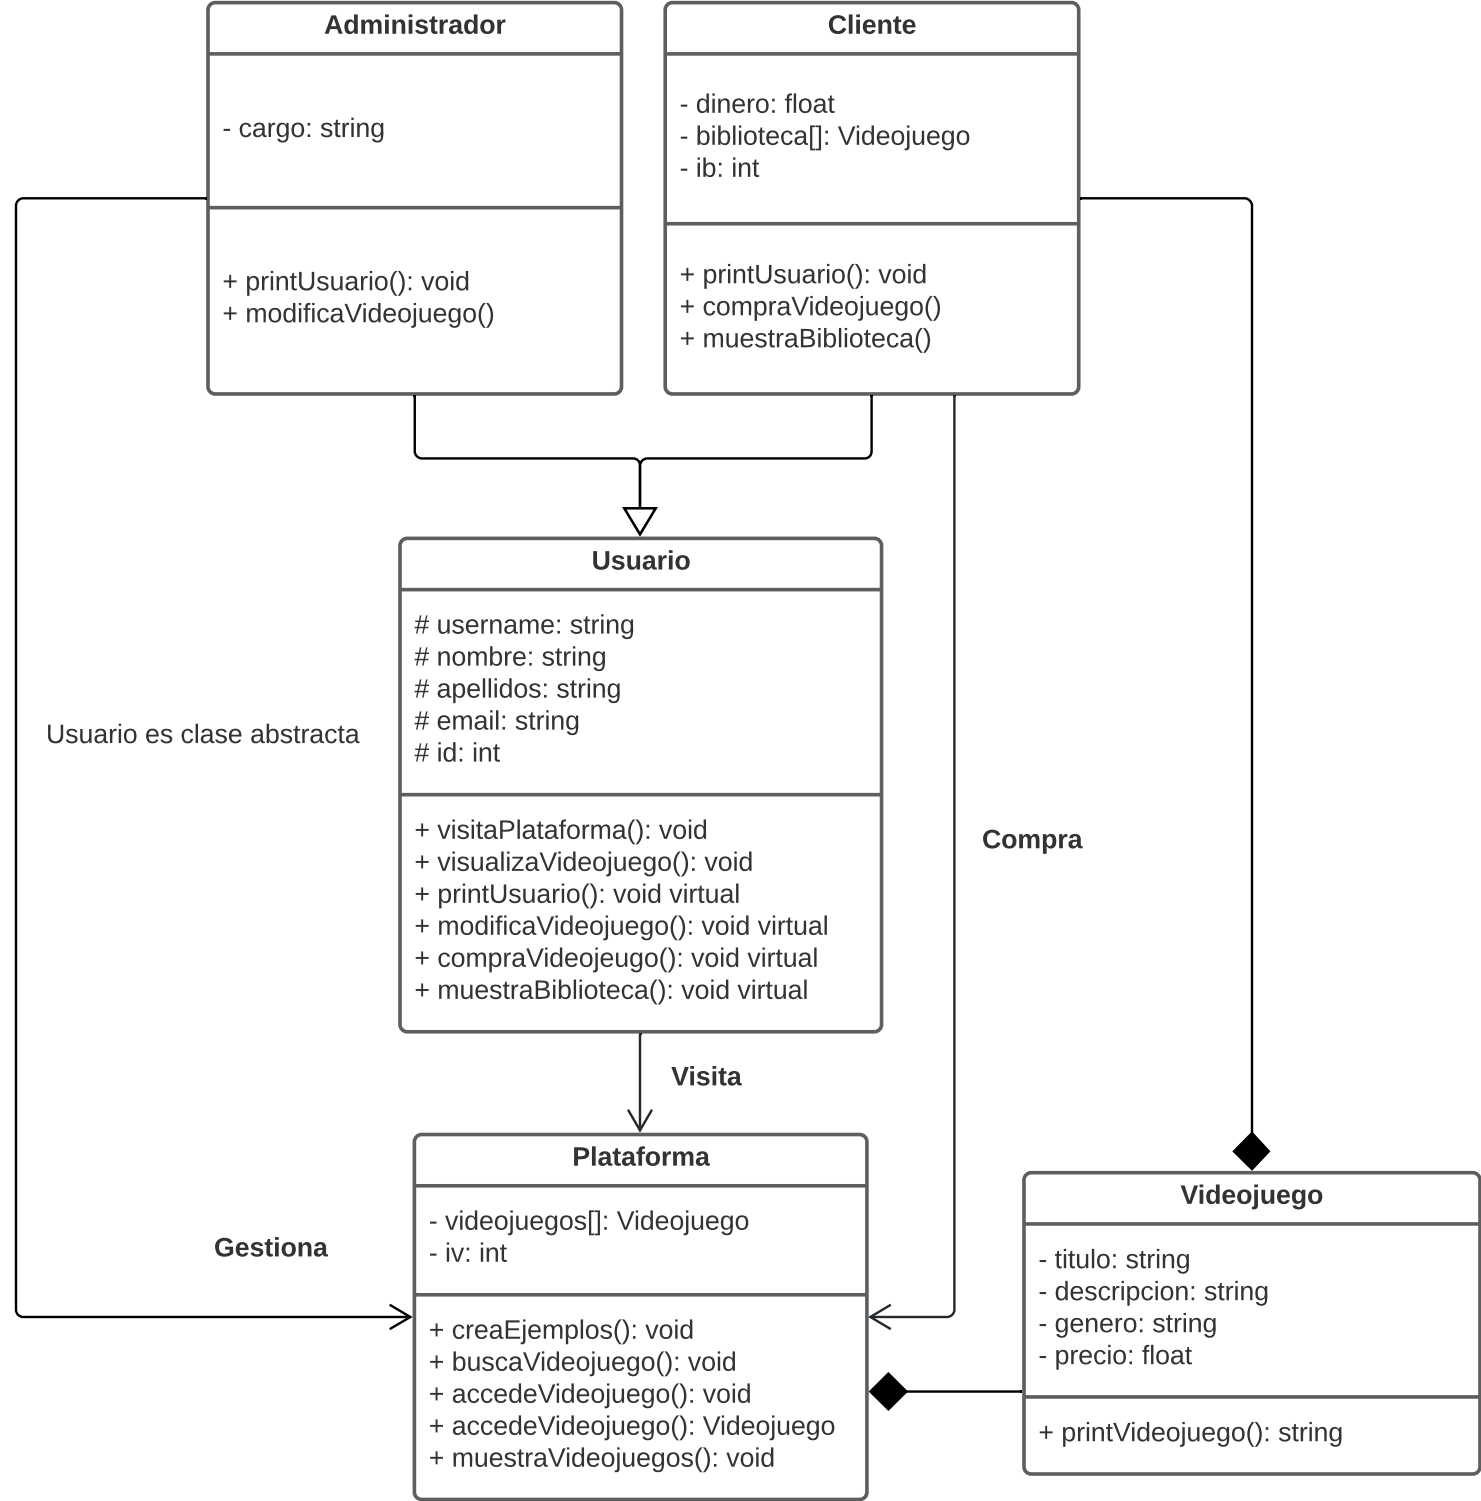 Administrador
- cargo: string
+ printUsuario(): void
+ modificaVideojuego()
Cliente
- dinero: float
- biblioteca[]: Videojuego
- ib: int
+ printUsuario(): void
+ compraVideojuego()
+ muestraBiblioteca()
Usuario
# username: string
# nombre: string
# apellidos: string
# email: string
# id: int
+ visitaPlataforma(): void
+ visualizaVideojuego(): void
+ printUsuario(): void virtual
+ modificaVideojuego(): void virtual
+ compraVideojeugo(): void virtual
+ muestraBiblioteca(): void virtual
Usuario es clase abstracta
Compra
Visita
Gestiona
Plataforma
- videojuegos[]: Videojuego
- iv: int
+ creaEjemplos(): void
+ buscaVideojuego(): void
+ accedeVideojuego(): void
+ accedeVideojuego(): Videojuego
+ muestraVideojuegos(): void
Videojuego
- titulo: string
- descripcion: string
- genero: string
- precio: float
+ printVideojuego(): string